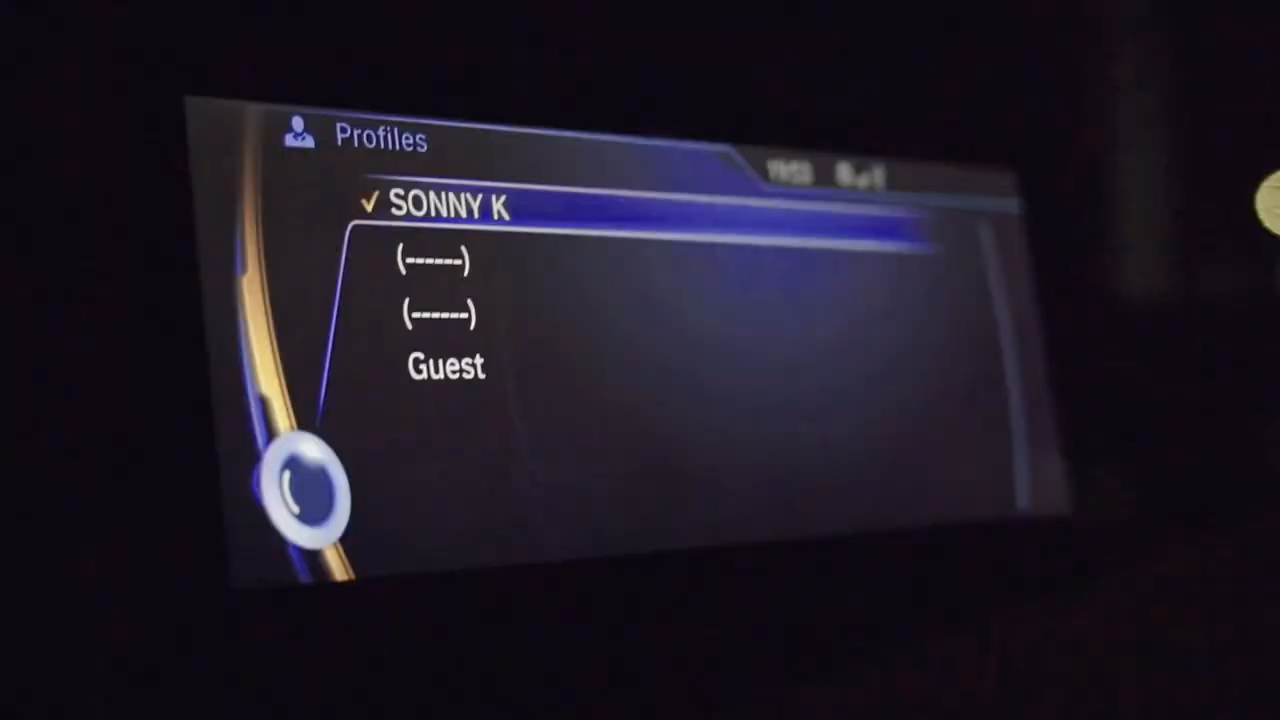 Profiles
✓ SONNY K
(------)
(------)
Guest